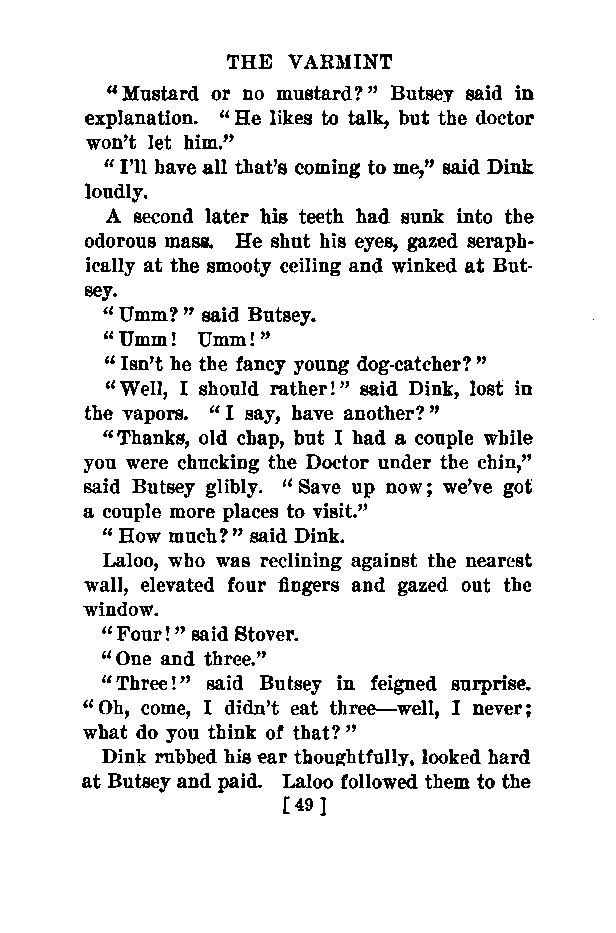 THE VARMINT
"Mustard or no mustard?" Butsey said in
explanation. "He likes to talk, but the doctor
won't let him."
"I'll have all that's coming to me," said Dink
loudly.
A second later his teeth had sunk into the
odorous mass. He shut his eyes, gazed seraph-
ically at the smooty ceiling and winked at But-
sey.
"Umm?" said Butsey.
"Umm! Umm!"
"Isn't he the fancy young dog-catcher?"
"Well, I should rather!" said Dink, lost in
the vapors. "I say, have another?"
"Thanks, old chap, but I had a couple while
you were chucking the Doctor under the chin,"
said Butsey glibly. "Save up now; we've got
a couple more places to visit."
"How much?" said Dink.
Laloo, who was reclining against the nearest
wall, elevated four fingers and gazed out the
window.
"Four!" said Stover.
"One and three."
"Three!" said Butsey in feigned surprise.
"Oh, come, I didn't eat three—well, I never;
what do you think of that?"
Dink rubbed his ear thoughtfully, looked hard
at Butsey and paid. Laloo followed them to the
[49]